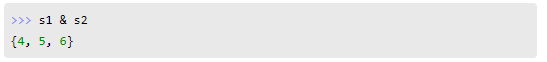 >>> s1 & s2
{4, 5, 6}